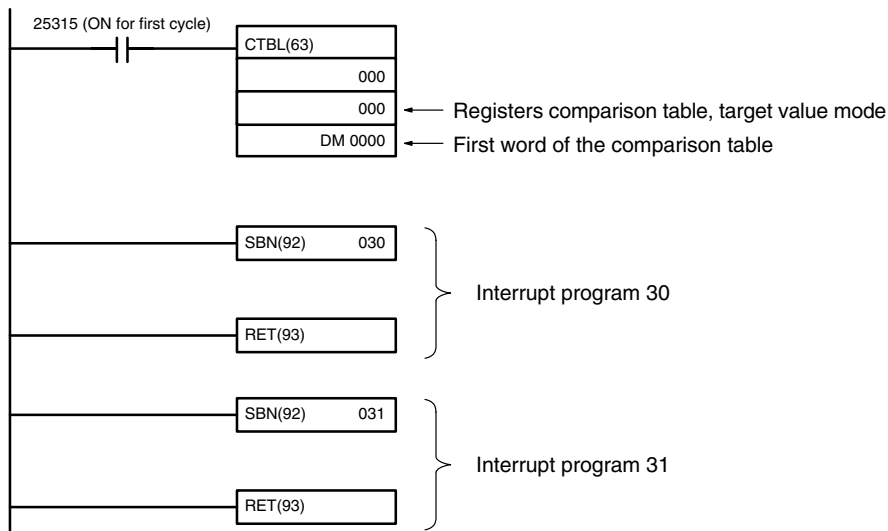 25315 (ON for first cycle)
CTBL(63)
000
000
Registers comparison table, target value mode
DM 0000
First word of the comparison table
SBN(92) 030
Interrupt program 30
RET(93)
SBN(92) 031
Interrupt program 31
RET(93)